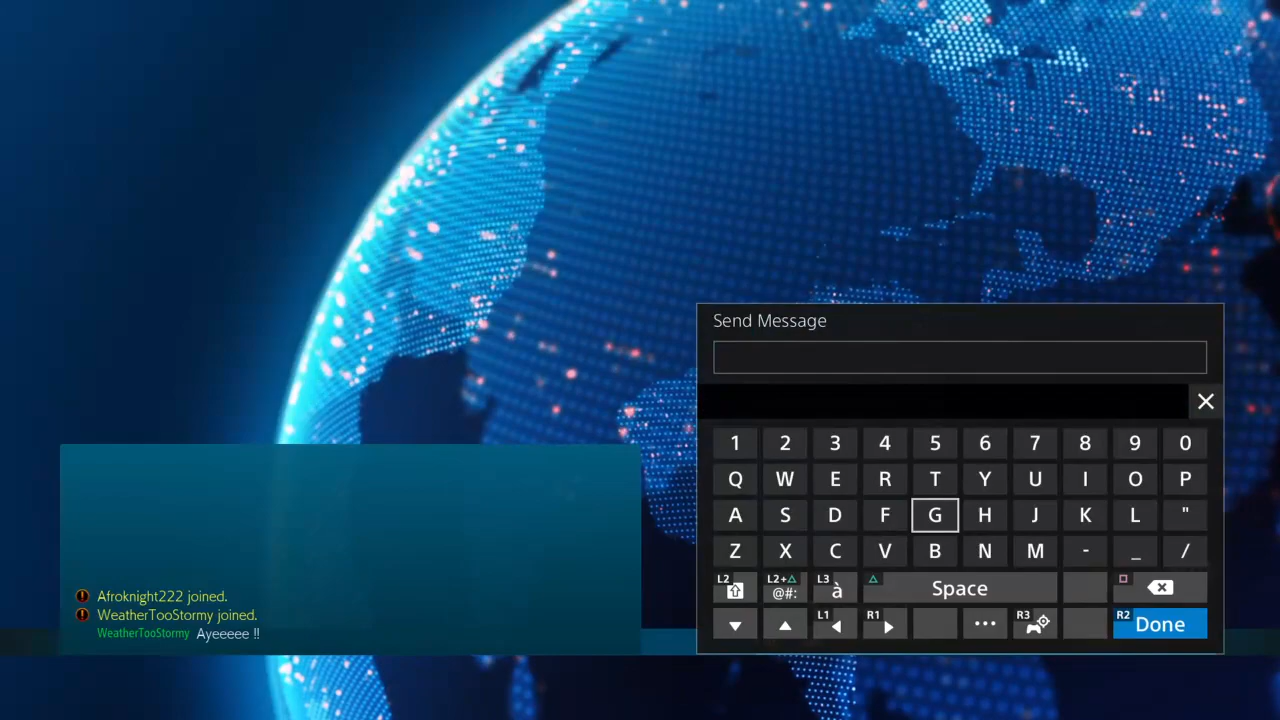 Send Message
1 2 3 4 5 6 7 8 9 0
Q W E R T Y U I O P
A S D F G H J K L "
Z X C V B N M - _ /
L2 L2+△ @#: L3 à △ Space □
L1 R1 ... R3 R2 Done
Afroknight222 joined.
WeatherTooStormy joined.
WeatherTooStormy Ayeeeee !!